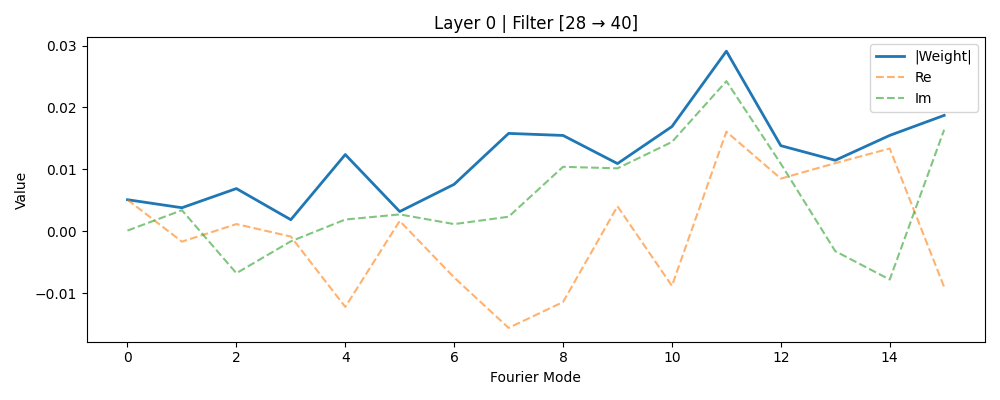 Layer 0 | Filter [28 → 40]
|Weight|
Re
Im
Value
0.03
0.02
0.01
0.00
−0.01
0 2 4 6 8 10 12 14
Fourier Mode